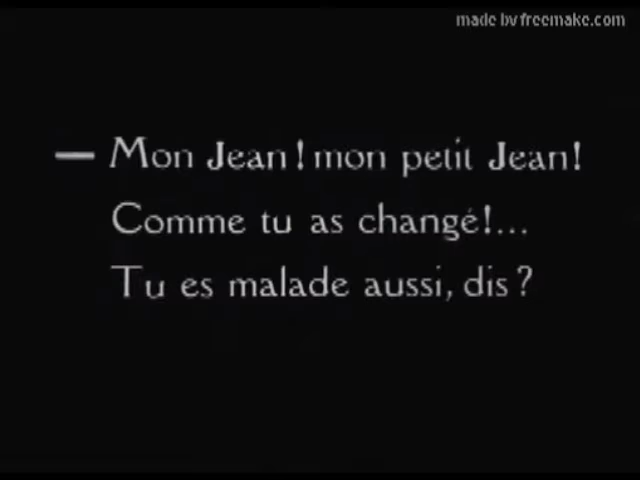 made by freemake.com
— Mon Jean! mon petit Jean!
Comme tu as changé!...
Tu es malade aussi, dis?